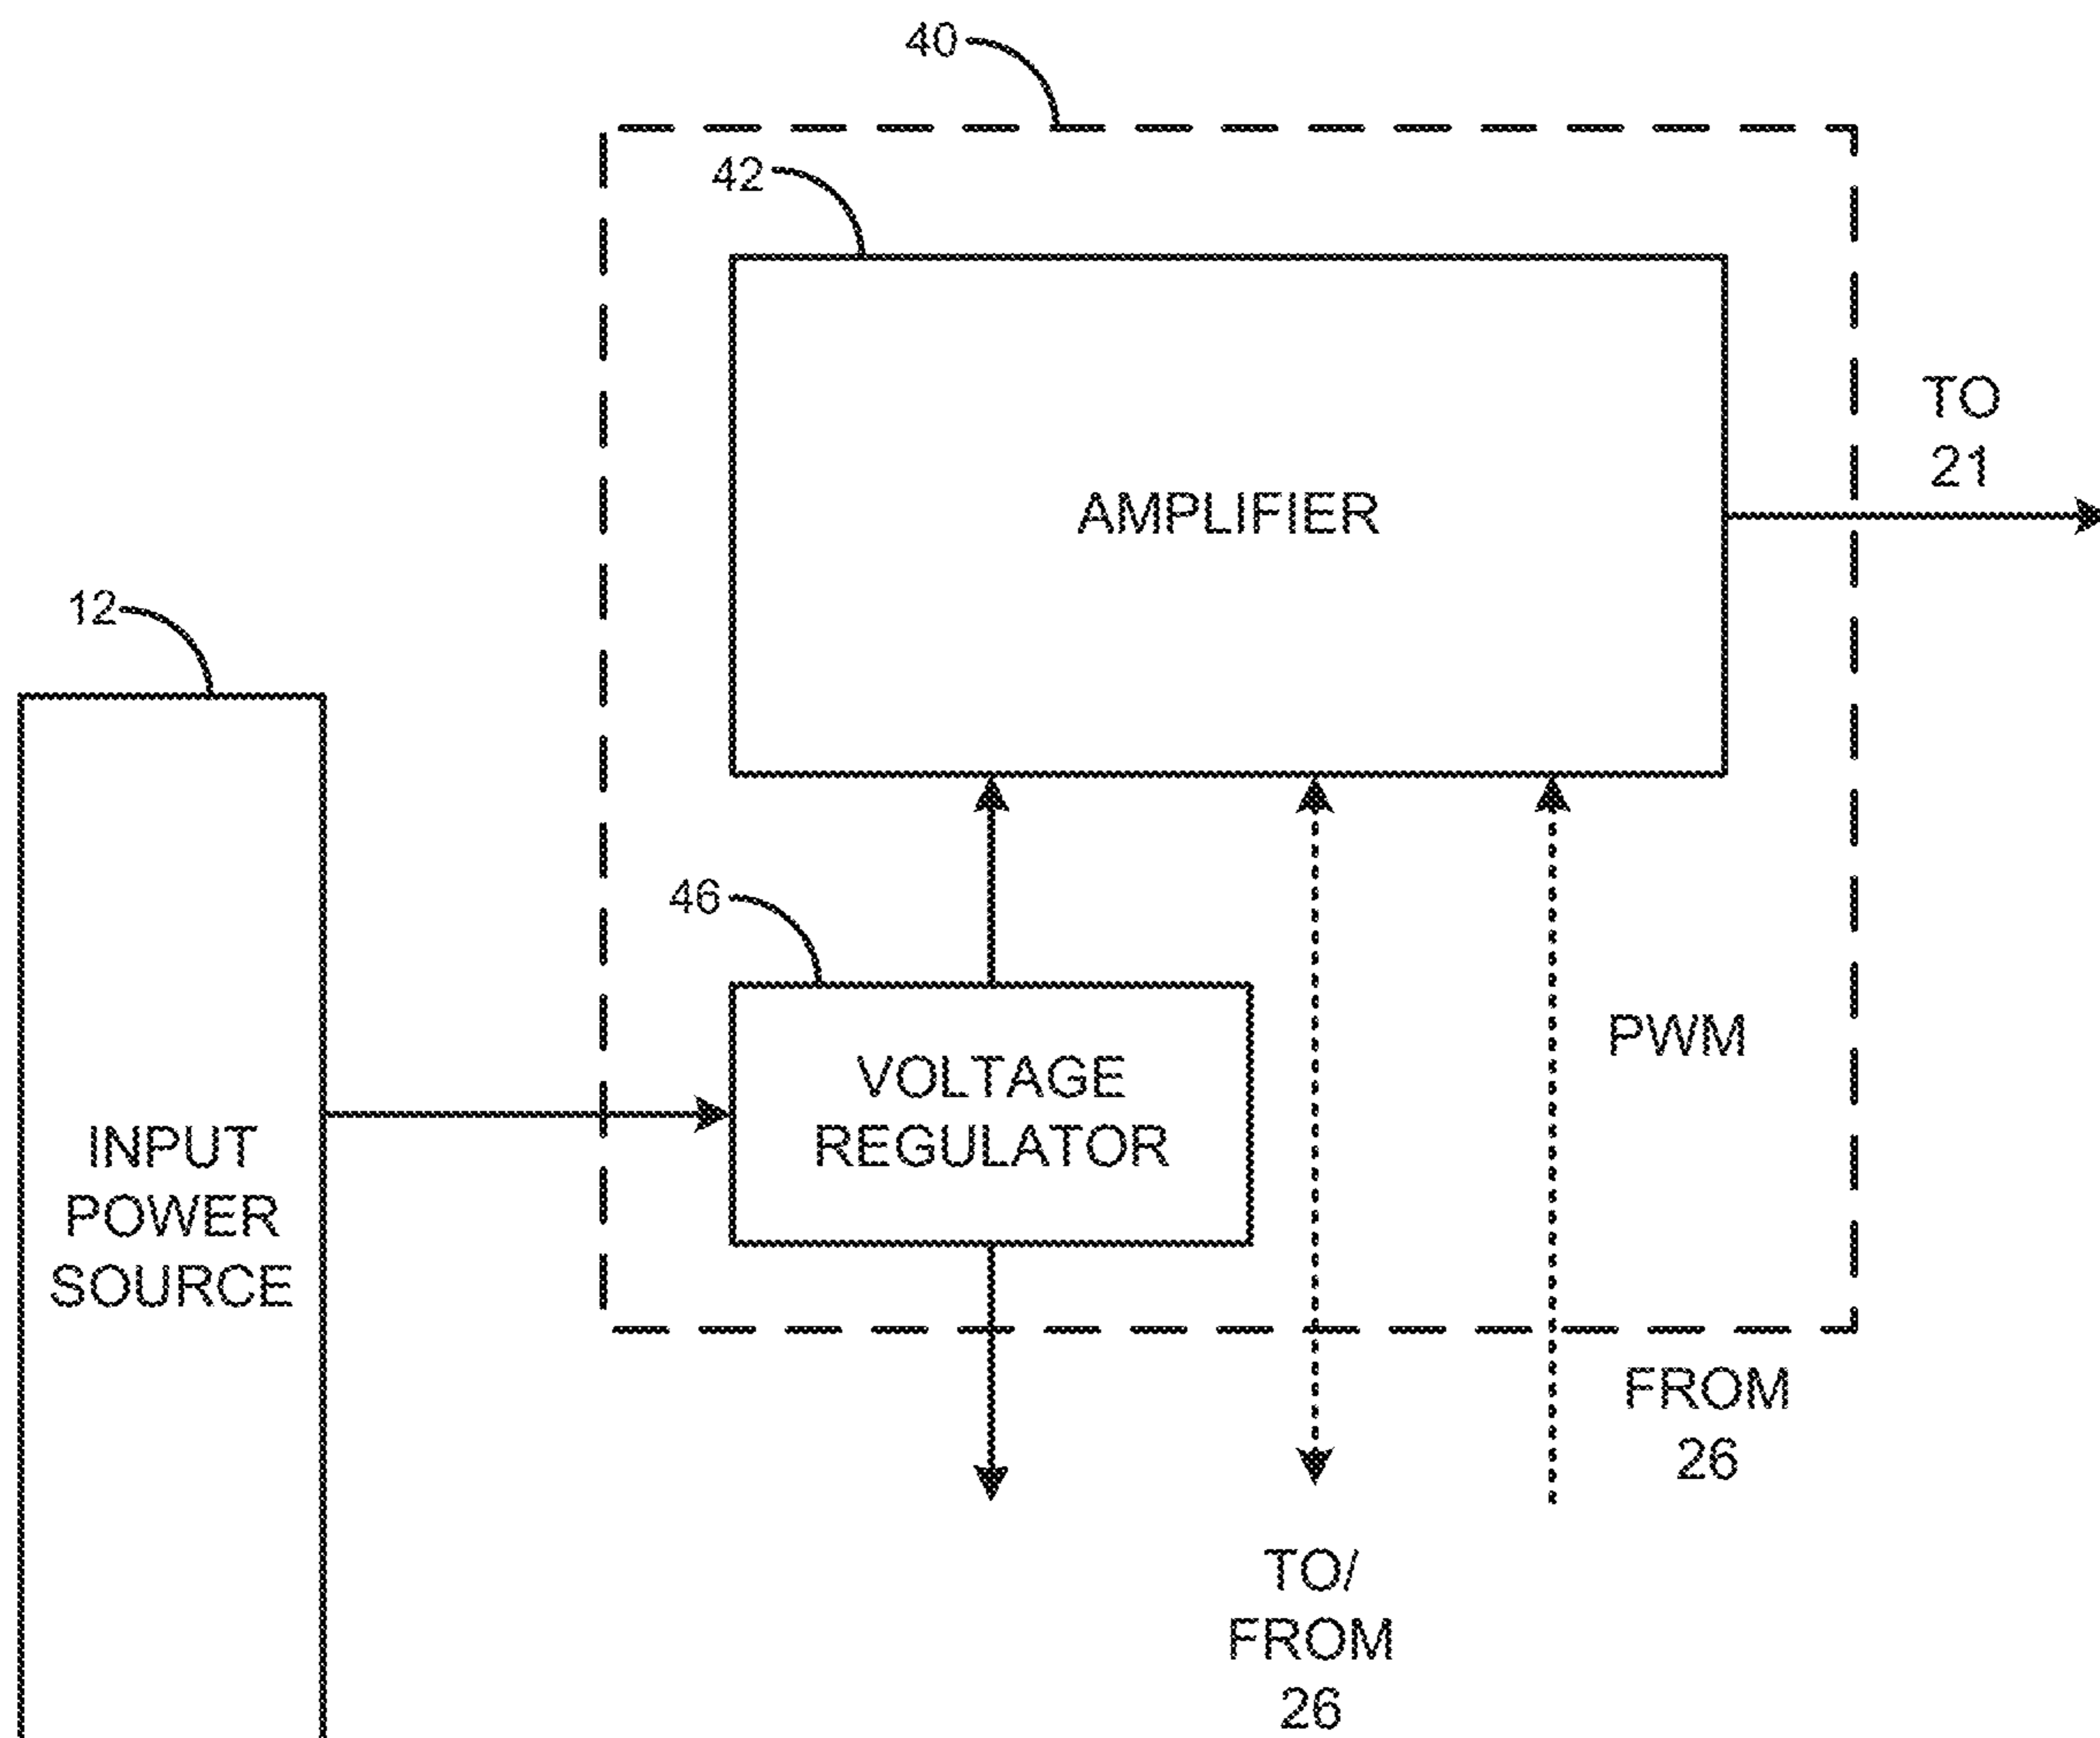 40
42
AMPLIFIER
TO
21
12
46
VOLTAGE
REGULATOR
PWM
INPUT
POWER
SOURCE
FROM
26
TO/
FROM
26